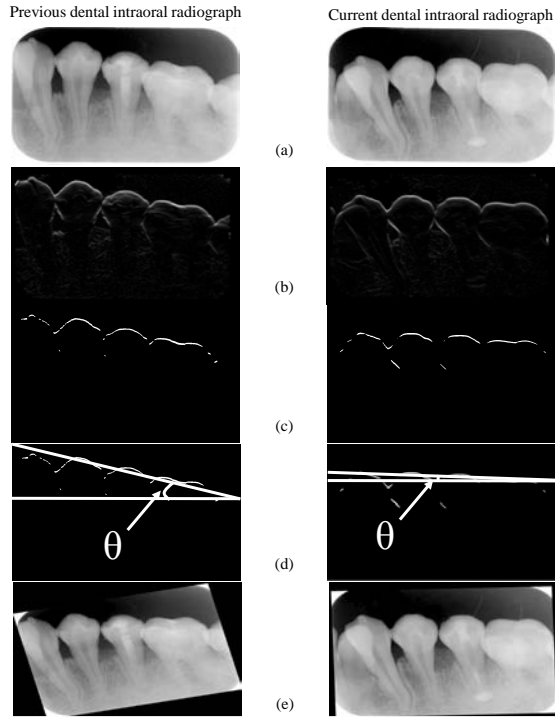 Previous dental intraoral radiograph
Current dental intraoral radiograph
(a)
(b)
(c)
θ
θ
(d)
(e)